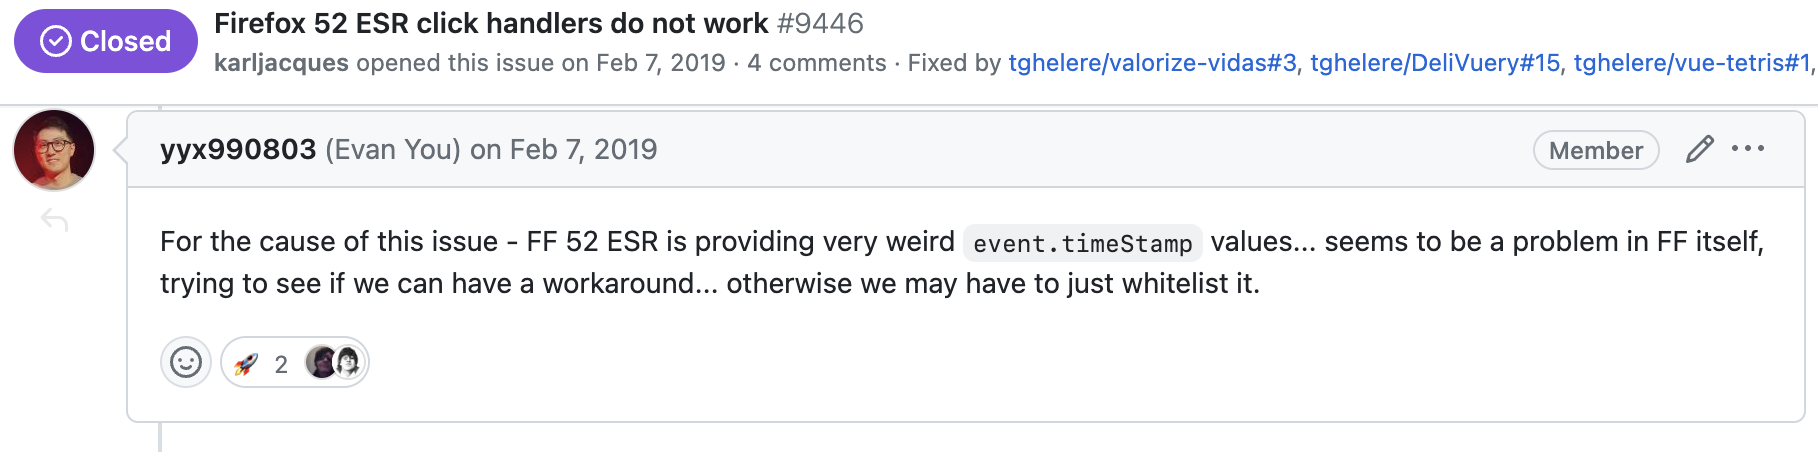 Closed
Firefox 52 ESR click handlers do not work #9446
karljacques opened this issue on Feb 7, 2019 · 4 comments · Fixed by tghelere/valorize-vidas#3, tghelere/DeliVuery#15, tghelere/vue-tetris#1,
yyx990803 (Evan You) on Feb 7, 2019 Member
For the cause of this issue - FF 52 ESR is providing very weird event.timeStamp values... seems to be a problem in FF itself,
trying to see if we can have a workaround... otherwise we may have to just whitelist it.
2